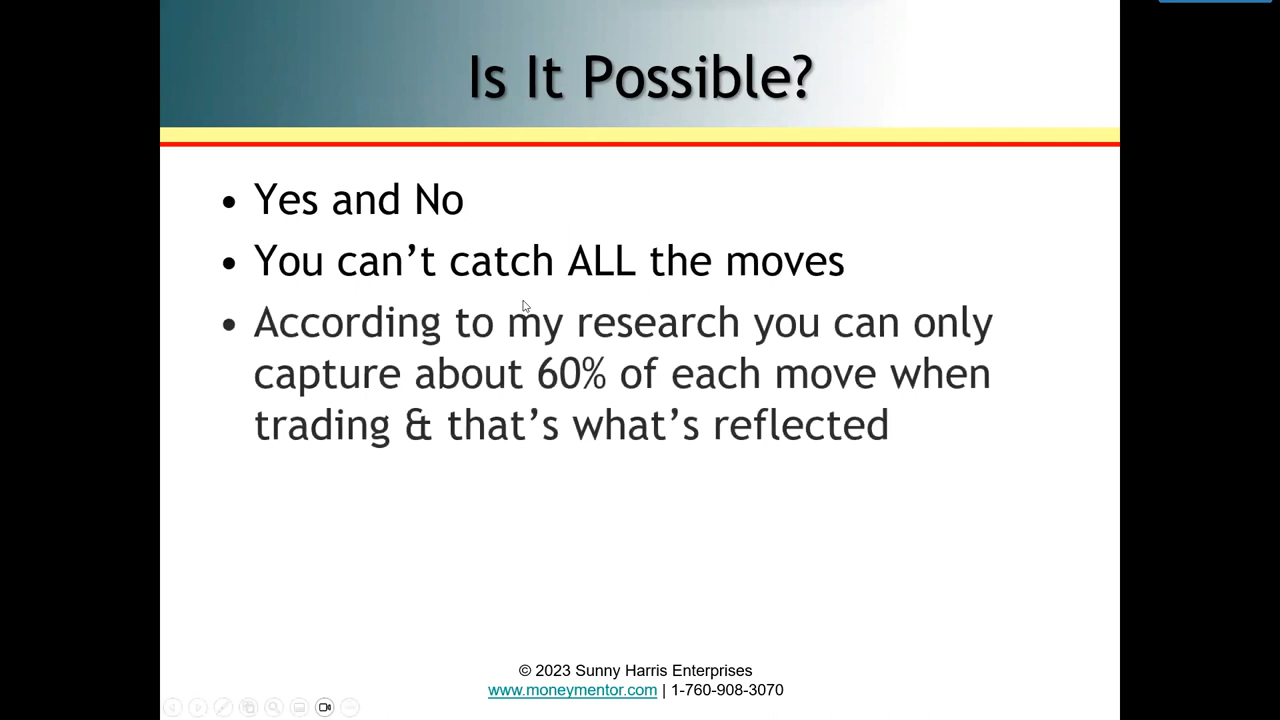 Is It Possible?
• Yes and No
• You can’t catch ALL the moves
• According to my research you can only
capture about 60% of each move when
trading & that’s what’s reflected
© 2023 Sunny Harris Enterprises
www.moneymentor.com | 1-760-908-3070